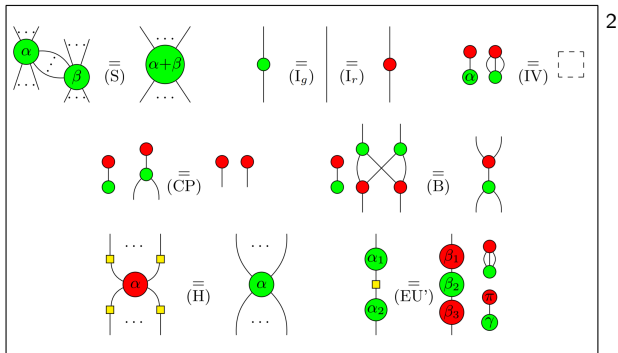 2
α β = (S) α+β = (I_g) = (I_r) α = (IV)
= (CP) = (B)
α = (H) α α₁ α₂ = (EU') β₁ β₂ β₃ π γ